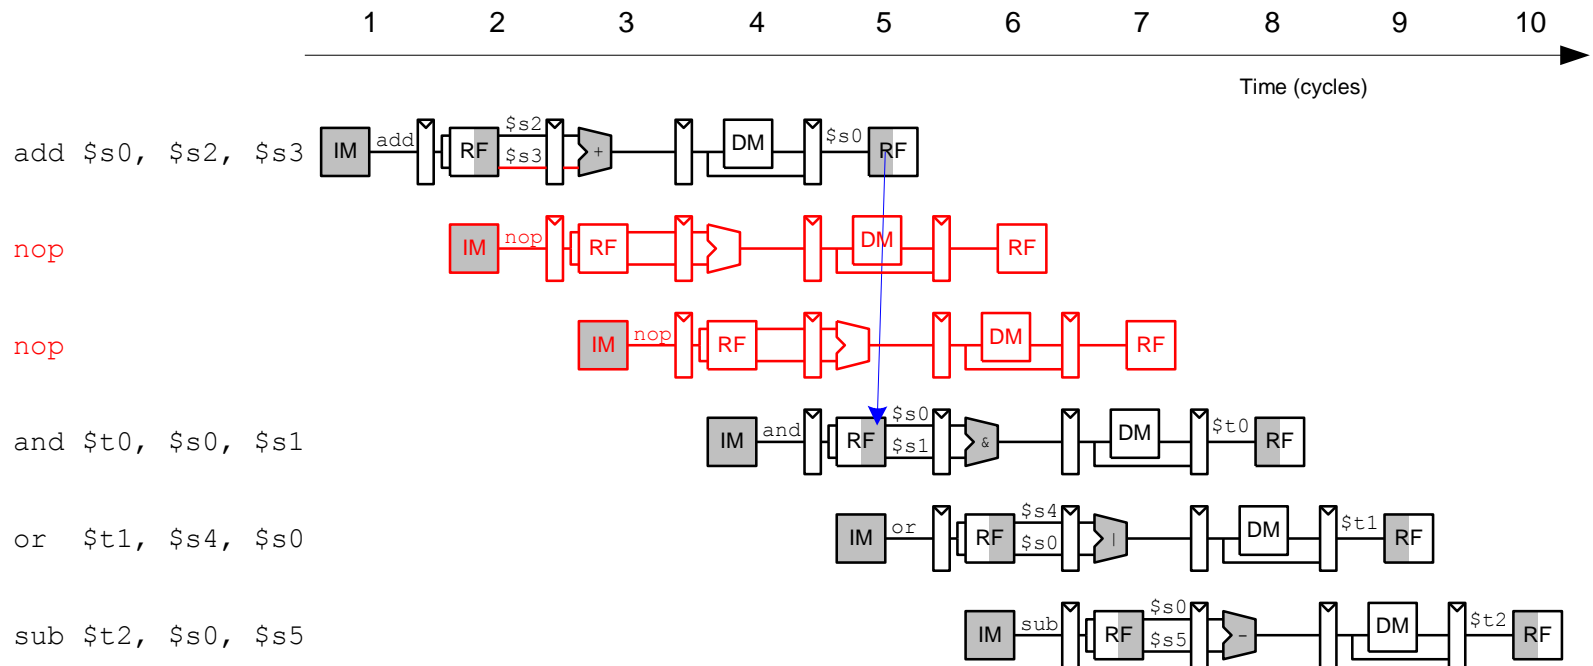 1 2 3 4 5 6 7 8 9 10
Time (cycles)
add $s0, $s2, $s3 IM add RF $s2 $s3 + DM $s0 RF
nop IM nop RF DM RF
nop IM nop RF DM RF
and $t0, $s0, $s1 IM and RF $s0 $s1 & DM $t0 RF
or $t1, $s4, $s0 IM or RF $s4 $s0 | DM $t1 RF
sub $t2, $s0, $s5 IM sub RF $s0 $s5 - DM $t2 RF